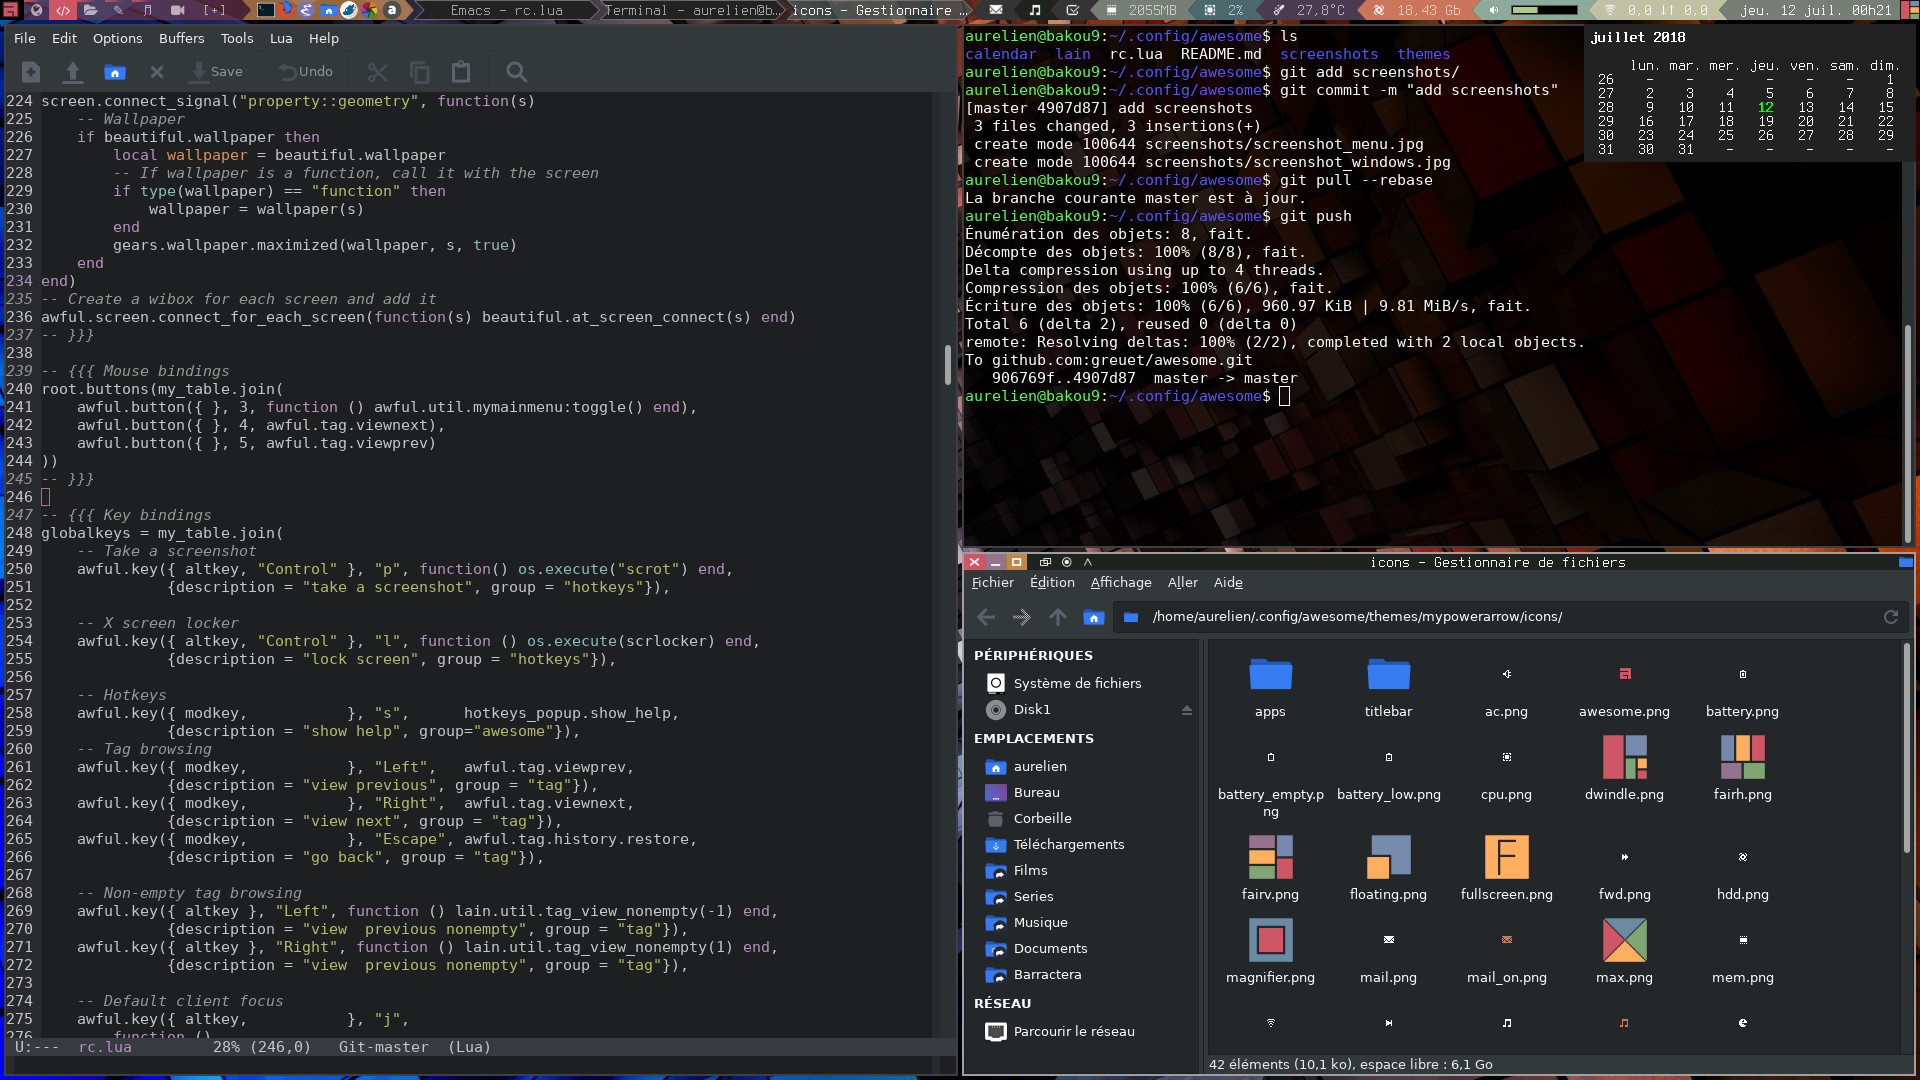 [+]
Emacs - rc.lua
Terminal - aurelien@b...
icons - Gestionnaire ...
2055MB
2%
27,8°C
18,43 Gb
0,0 ↓↑ 0,0
jeu. 12 juil. 00h21
File Edit Options Buffers Tools Lua Help
Save Undo
224 screen.connect_signal("property::geometry", function(s)
225     -- Wallpaper
226     if beautiful.wallpaper then
227         local wallpaper = beautiful.wallpaper
228         -- If wallpaper is a function, call it with the screen
229         if type(wallpaper) == "function" then
230             wallpaper = wallpaper(s)
231         end
232         gears.wallpaper.maximized(wallpaper, s, true)
233     end
234 end)
235 -- Create a wibox for each screen and add it
236 awful.screen.connect_for_each_screen(function(s) beautiful.at_screen_connect(s) end)
237 -- }}}
238
239 -- {{{ Mouse bindings
240 root.buttons(my_table.join(
241     awful.button({ }, 3, function () awful.util.mymainmenu:toggle() end),
242     awful.button({ }, 4, awful.tag.viewnext),
243     awful.button({ }, 5, awful.tag.viewprev)
244 ))
245 -- }}}
246
247 -- {{{ Key bindings
248 globalkeys = my_table.join(
249     -- Take a screenshot
250     awful.key({ altkey, "Control" }, "p", function() os.execute("scrot") end,
251               {description = "take a screenshot", group = "hotkeys"}),
252
253     -- X screen locker
254     awful.key({ altkey, "Control" }, "l", function () os.execute(scrlocker) end,
255               {description = "lock screen", group = "hotkeys"}),
256
257     -- Hotkeys
258     awful.key({ modkey,           }, "s",      hotkeys_popup.show_help,
259               {description = "show help", group="awesome"}),
260     -- Tag browsing
261     awful.key({ modkey,           }, "Left",   awful.tag.viewprev,
262               {description = "view previous", group = "tag"}),
263     awful.key({ modkey,           }, "Right",  awful.tag.viewnext,
264               {description = "view next", group = "tag"}),
265     awful.key({ modkey,           }, "Escape", awful.tag.history.restore,
266               {description = "go back", group = "tag"}),
267
268     -- Non-empty tag browsing
269     awful.key({ altkey }, "Left", function () lain.util.tag_view_nonempty(-1) end,
270               {description = "view  previous nonempty", group = "tag"}),
271     awful.key({ altkey }, "Right", function () lain.util.tag_view_nonempty(1) end,
272               {description = "view  previous nonempty", group = "tag"}),
273
274     -- Default client focus
275     awful.key({ altkey,           }, "j",
276         function ()
U:---  rc.lua         28% (246,0)   Git-master  (Lua)
aurelien@bakou9:~/.config/awesome$ ls
calendar  lain  rc.lua  README.md  screenshots  themes
aurelien@bakou9:~/.config/awesome$ git add screenshots/
aurelien@bakou9:~/.config/awesome$ git commit -m "add screenshots"
[master 4907d87] add screenshots
 3 files changed, 3 insertions(+)
 create mode 100644 screenshots/screenshot_menu.jpg
 create mode 100644 screenshots/screenshot_windows.jpg
aurelien@bakou9:~/.config/awesome$ git pull --rebase
La branche courante master est à jour.
aurelien@bakou9:~/.config/awesome$ git push
Énumération des objets: 8, fait.
Décompte des objets: 100% (8/8), fait.
Delta compression using up to 4 threads.
Compression des objets: 100% (6/6), fait.
Écriture des objets: 100% (6/6), 960.97 KiB | 9.81 MiB/s, fait.
Total 6 (delta 2), reused 0 (delta 0)
remote: Resolving deltas: 100% (2/2), completed with 2 local objects.
To github.com:greuet/awesome.git
   906769f..4907d87  master -> master
aurelien@bakou9:~/.config/awesome$
juillet 2018
lun. mar. mer. jeu. ven. sam. dim.
26 - - - - - - 1
27 2 3 4 5 6 7 8
28 9 10 11 12 13 14 15
29 16 17 18 19 20 21 22
30 23 24 25 26 27 28 29
31 30 31 - - - - -
icons - Gestionnaire de fichiers
Fichier Édition Affichage Aller Aide
/home/aurelien/.config/awesome/themes/mypowerarrow/icons/
PÉRIPHÉRIQUES
Système de fichiers
Disk1
EMPLACEMENTS
aurelien
Bureau
Corbeille
Téléchargements
Films
Series
Musique
Documents
Barractera
RÉSEAU
Parcourir le réseau
apps titlebar ac.png awesome.png battery.png
battery_empty.p
ng
battery_low.png cpu.png dwindle.png fairh.png
fairv.png floating.png fullscreen.png fwd.png hdd.png
F
magnifier.png mail.png mail_on.png max.png mem.png
42 éléments (10,1 ko), espace libre : 6,1 Go